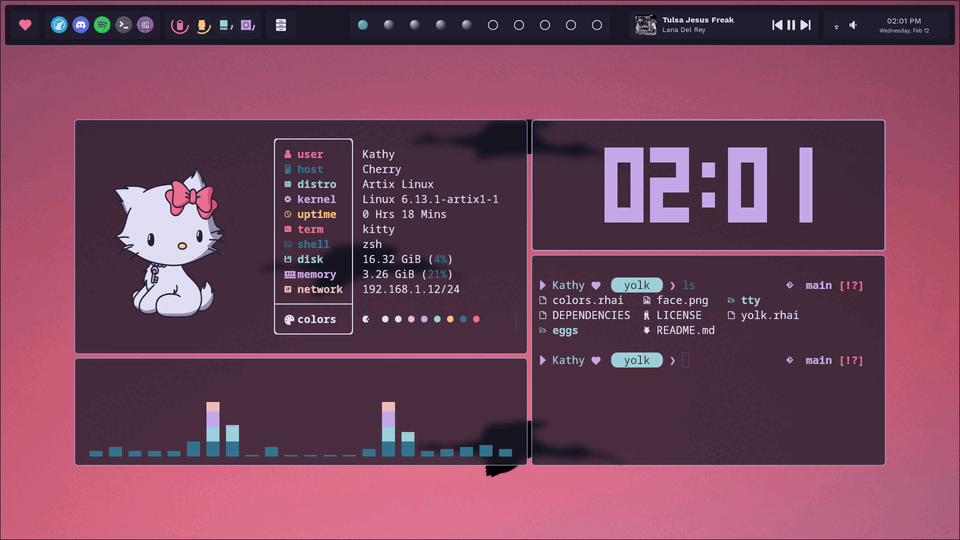 Tulsa Jesus Freak
Lana Del Rey
02:01 PM
Wednesday, Feb 12
user Kathy
host Cherry
distro Artix Linux
kernel Linux 6.13.1-artix1-1
uptime 0 Hrs 18 Mins
term kitty
shell zsh
disk 16.32 GiB (4%)
memory 3.26 GiB (21%)
network 192.168.1.12/24
colors
02:01
Kathy yolk ❯ ls main [!?]
colors.rhai face.png tty
DEPENDENCIES LICENSE yolk.rhai
eggs README.md
Kathy yolk ❯ main [!?]